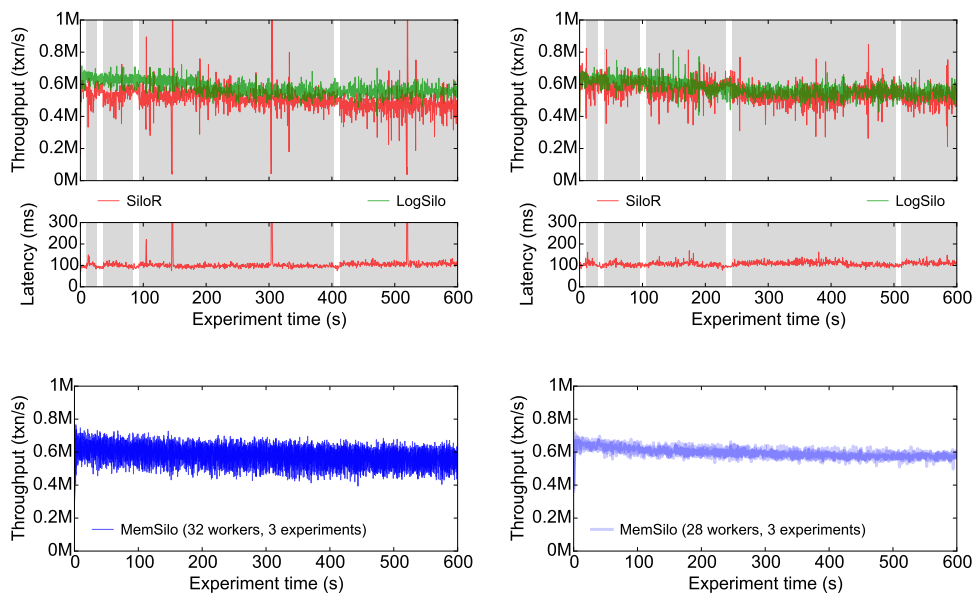 1M
0.8M
0.6M
0.4M
0.2M
0M
Throughput (txn/s)
SiloR
LogSilo
300
200
100
0
Latency (ms)
0 100 200 300 400 500 600
Experiment time (s)
1M
0.8M
0.6M
0.4M
0.2M
0M
Throughput (txn/s)
SiloR
LogSilo
300
200
100
0
Latency (ms)
0 100 200 300 400 500 600
Experiment time (s)
1M
0.8M
0.6M
0.4M
0.2M
0M
Throughput (txn/s)
MemSilo (32 workers, 3 experiments)
0 100 200 300 400 500 600
Experiment time (s)
1M
0.8M
0.6M
0.4M
0.2M
0M
Throughput (txn/s)
MemSilo (28 workers, 3 experiments)
0 100 200 300 400 500 600
Experiment time (s)